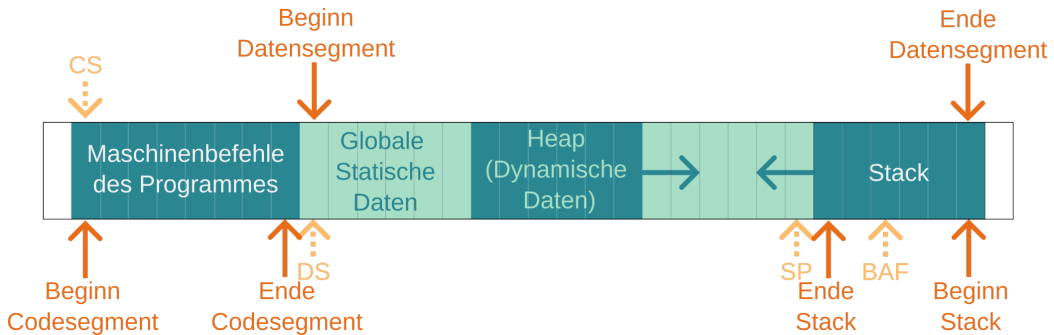 Beginn
Datensegment
Ende
Datensegment
CS
Maschinenbefehle
des Programmes
Globale
Statische
Daten
Heap
(Dynamische
Daten)
Stack
DS
SP
BAF
Beginn
Codesegment
Ende
Codesegment
Ende
Stack
Beginn
Stack